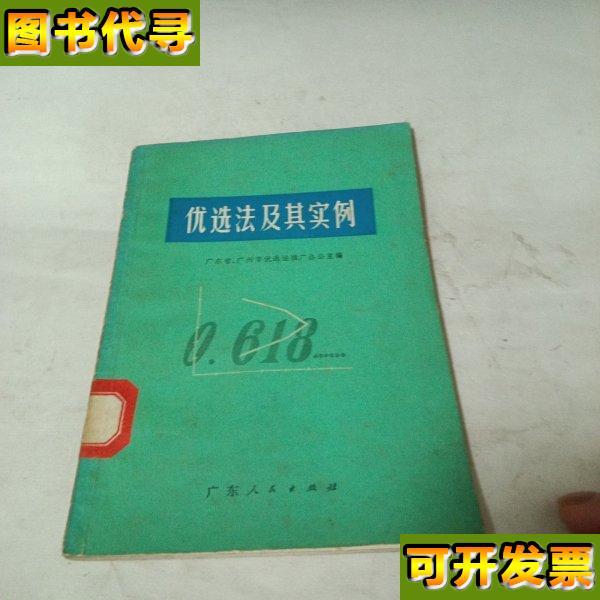 图书代寻
优选法及其实例
广东省、广州市优选法推广办公室编
0.618......
广东人民出版社
可开发票